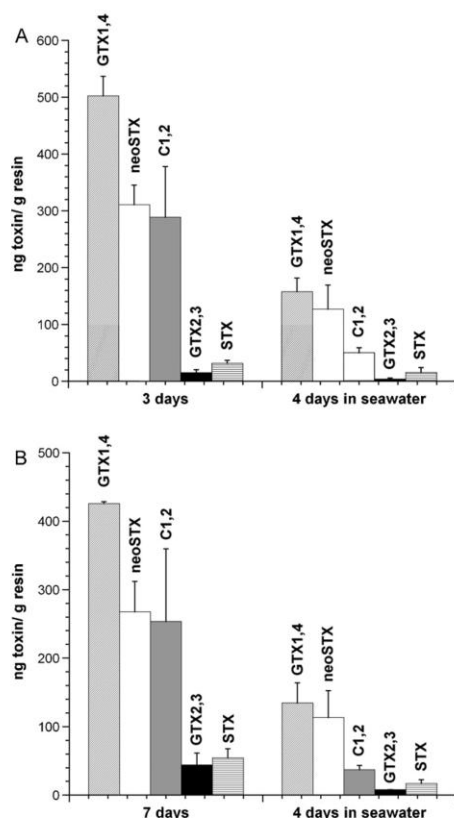 A
ng toxin/ g resin
600
500
400
300
200
100
0
GTX1,4
neoSTX
C1,2
GTX2,3
STX
GTX1,4
neoSTX
C1,2
GTX2,3
STX
3 days
4 days in seawater
B
ng toxin/ g resin
500
400
300
200
100
0
GTX1,4
neoSTX
C1,2
GTX2,3
STX
GTX1,4
neoSTX
C1,2
GTX2,3
STX
7 days
4 days in seawater